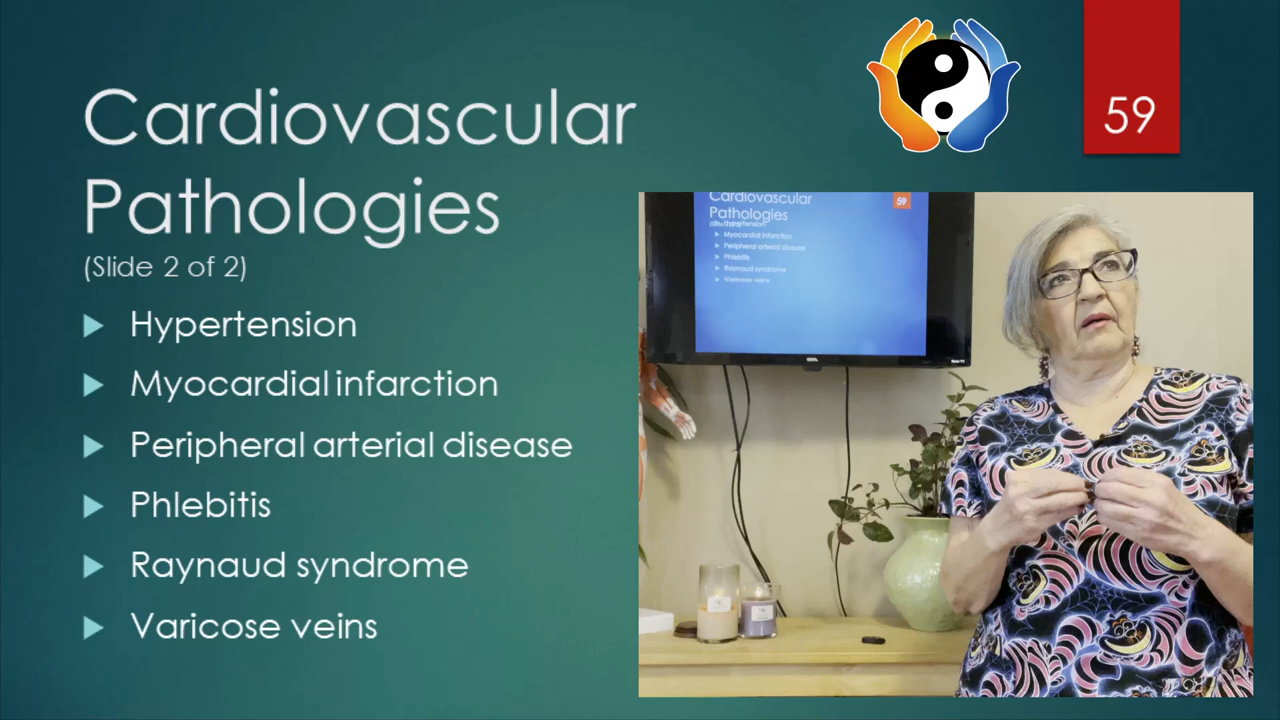 Cardiovascular
Pathologies
(Slide 2 of 2)
Hypertension
Myocardial infarction
Peripheral arterial disease
Phlebitis
Raynaud syndrome
Varicose veins
59
Cardiovascular
Pathologies
59
Hypertension
Myocardial infarction
Peripheral arterial disease
Phlebitis
Raynaud syndrome
Varicose veins